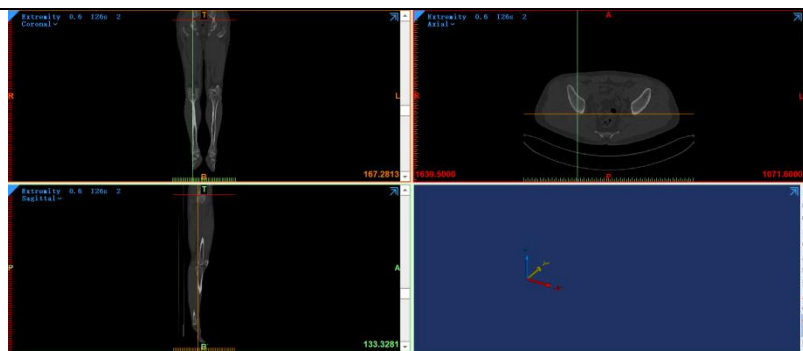 Extremity 0.6 I26s 2
Coronal
T
R
L
B
167.2813
Extremity 0.6 I26s 2
Axial
A
R
L
P
1639.5000
1071.6000
Extremity 0.6 I26s 2
Sagittal
T
P
A
B
133.3281